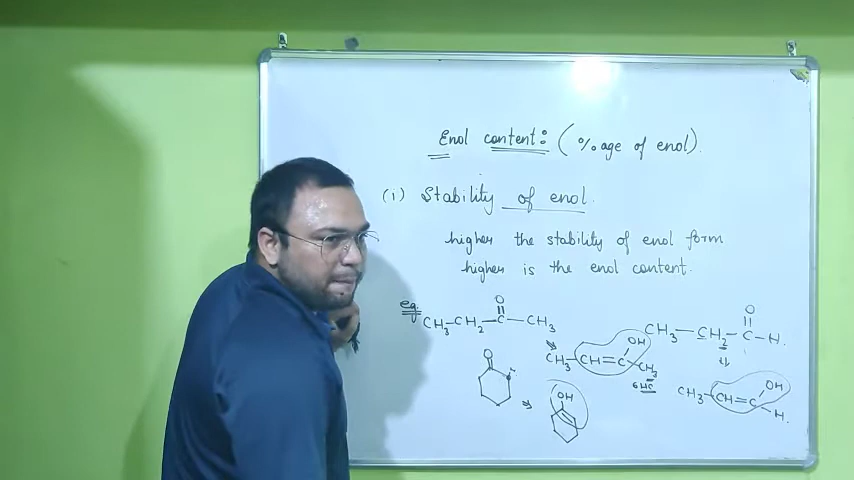 Enol content: (%age of enol).
(i) Stability of enol.
higher the stability of enol form
higher is the enol content.
eg. CH3-CH2-C-CH3
O
CH3-CH2-C-H.
O
CH3-CH=C
OH
CH3
6HC
CH3-CH=C
OH
H.
O
OH